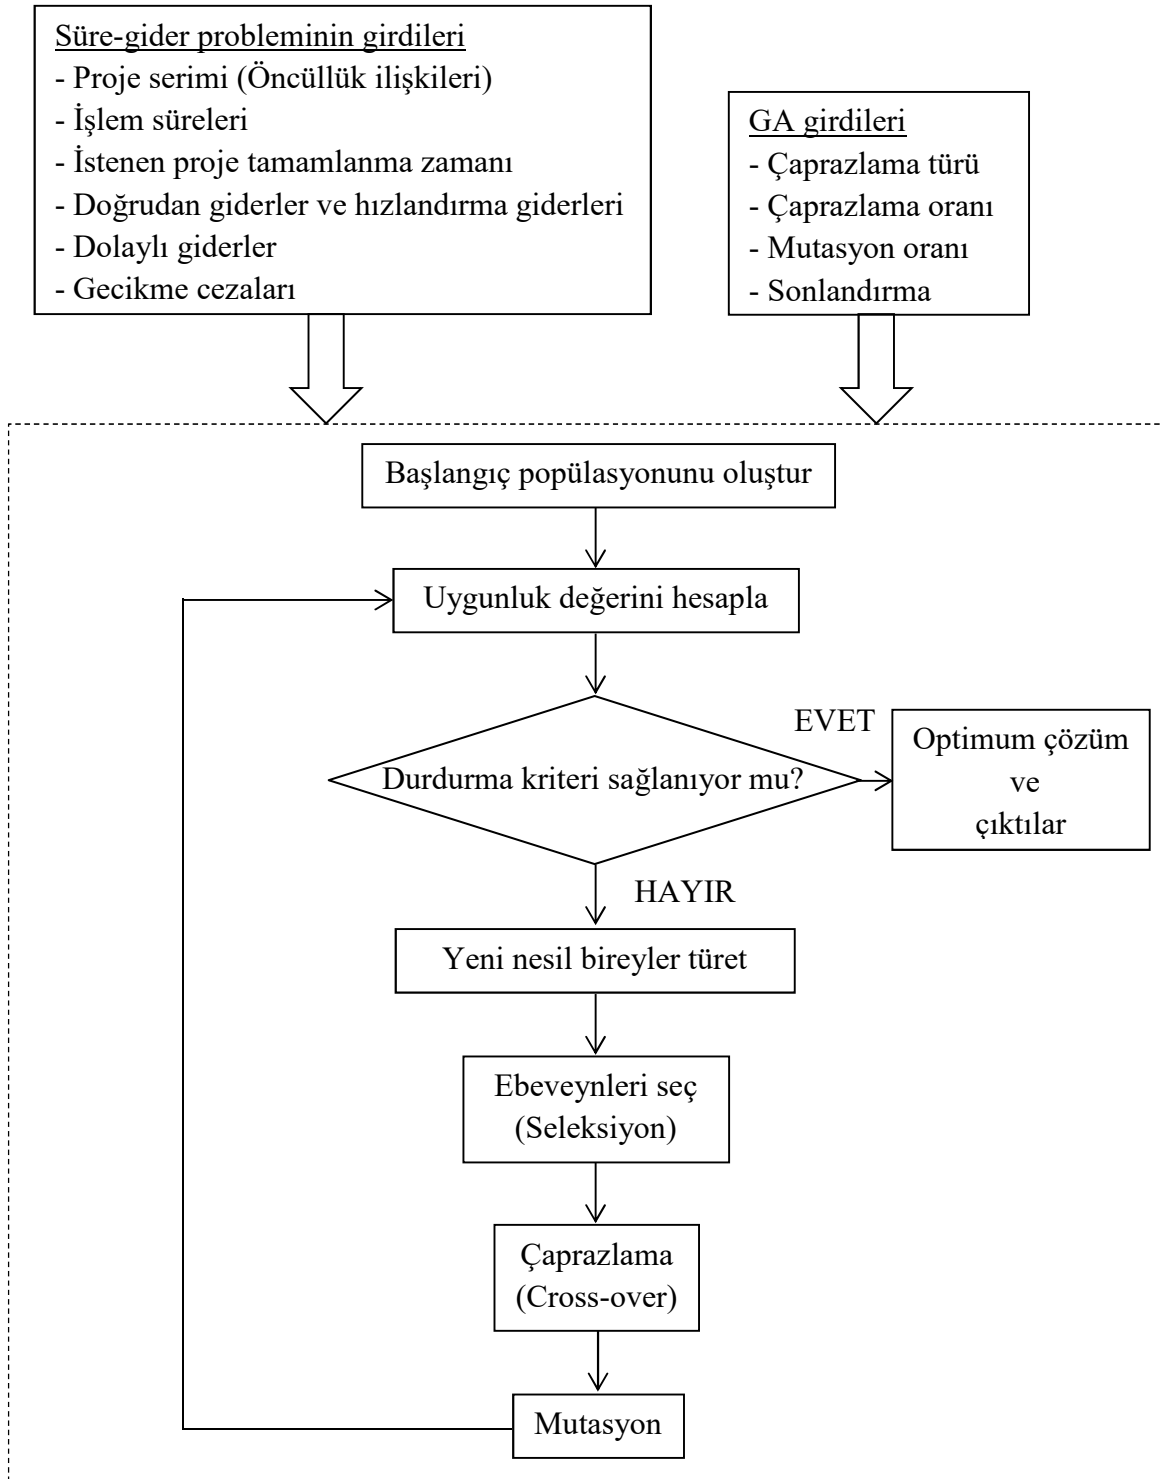 Süre-gider probleminin girdileri
- Proje serimi (Öncüllük ilişkileri)
- İşlem süreleri
- İstenen proje tamamlanma zamanı
- Doğrudan giderler ve hızlandırma giderleri
- Dolaylı giderler
- Gecikme cezaları
GA girdileri
- Çaprazlama türü
- Çaprazlama oranı
- Mutasyon oranı
- Sonlandırma
Başlangıç popülasyonunu oluştur
Uygunluk değerini hesapla
Durdurma kriteri sağlanıyor mu?
EVET
Optimum çözüm
ve
çıktılar
HAYIR
Yeni nesil bireyler türet
Ebeveynleri seç
(Seleksiyon)
Çaprazlama
(Cross-over)
Mutasyon